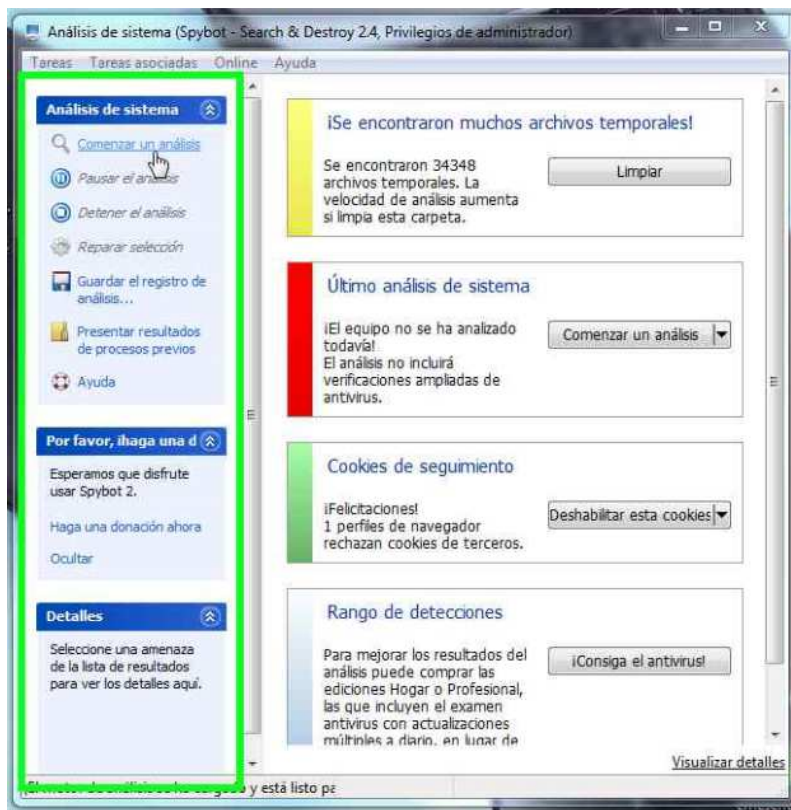 Análisis de sistema (Spybot - Search & Destroy 2.4, Privilegios de administrador)
Tareas Tareas asociadas Online Ayuda
Análisis de sistema
Comenzar un análisis
Pausar el análisis
Detener el análisis
Reparar selección
Guardar el registro de
análisis...
Presentar resultados
de procesos previos
Ayuda
Por favor, ¡haga una d
Esperamos que disfrute
usar Spybot 2.
Haga una donación ahora
Ocultar
Detalles
Seleccione una amenaza
de la lista de resultados
para ver los detalles aquí.
¡Se encontraron muchos archivos temporales!
Se encontraron 34348
archivos temporales. La
velocidad de análisis aumenta
si limpia esta carpeta.
Limpiar
Último análisis de sistema
¡El equipo no se ha analizado
todavía!
El análisis no incluirá
verificaciones ampliadas de
antivirus.
Comenzar un análisis
Cookies de seguimiento
¡Felicitaciones!
1 perfiles de navegador
rechazan cookies de terceros.
Deshabilitar esta cookies
Rango de detecciones
Para mejorar los resultados del
análisis puede comprar las
ediciones Hogar o Profesional,
las que incluyen el examen
antivirus con actualizaciones
múltiples a diario, en lugar de
¡Consiga el antivirus!
Visualizar detalles
y está listo pa